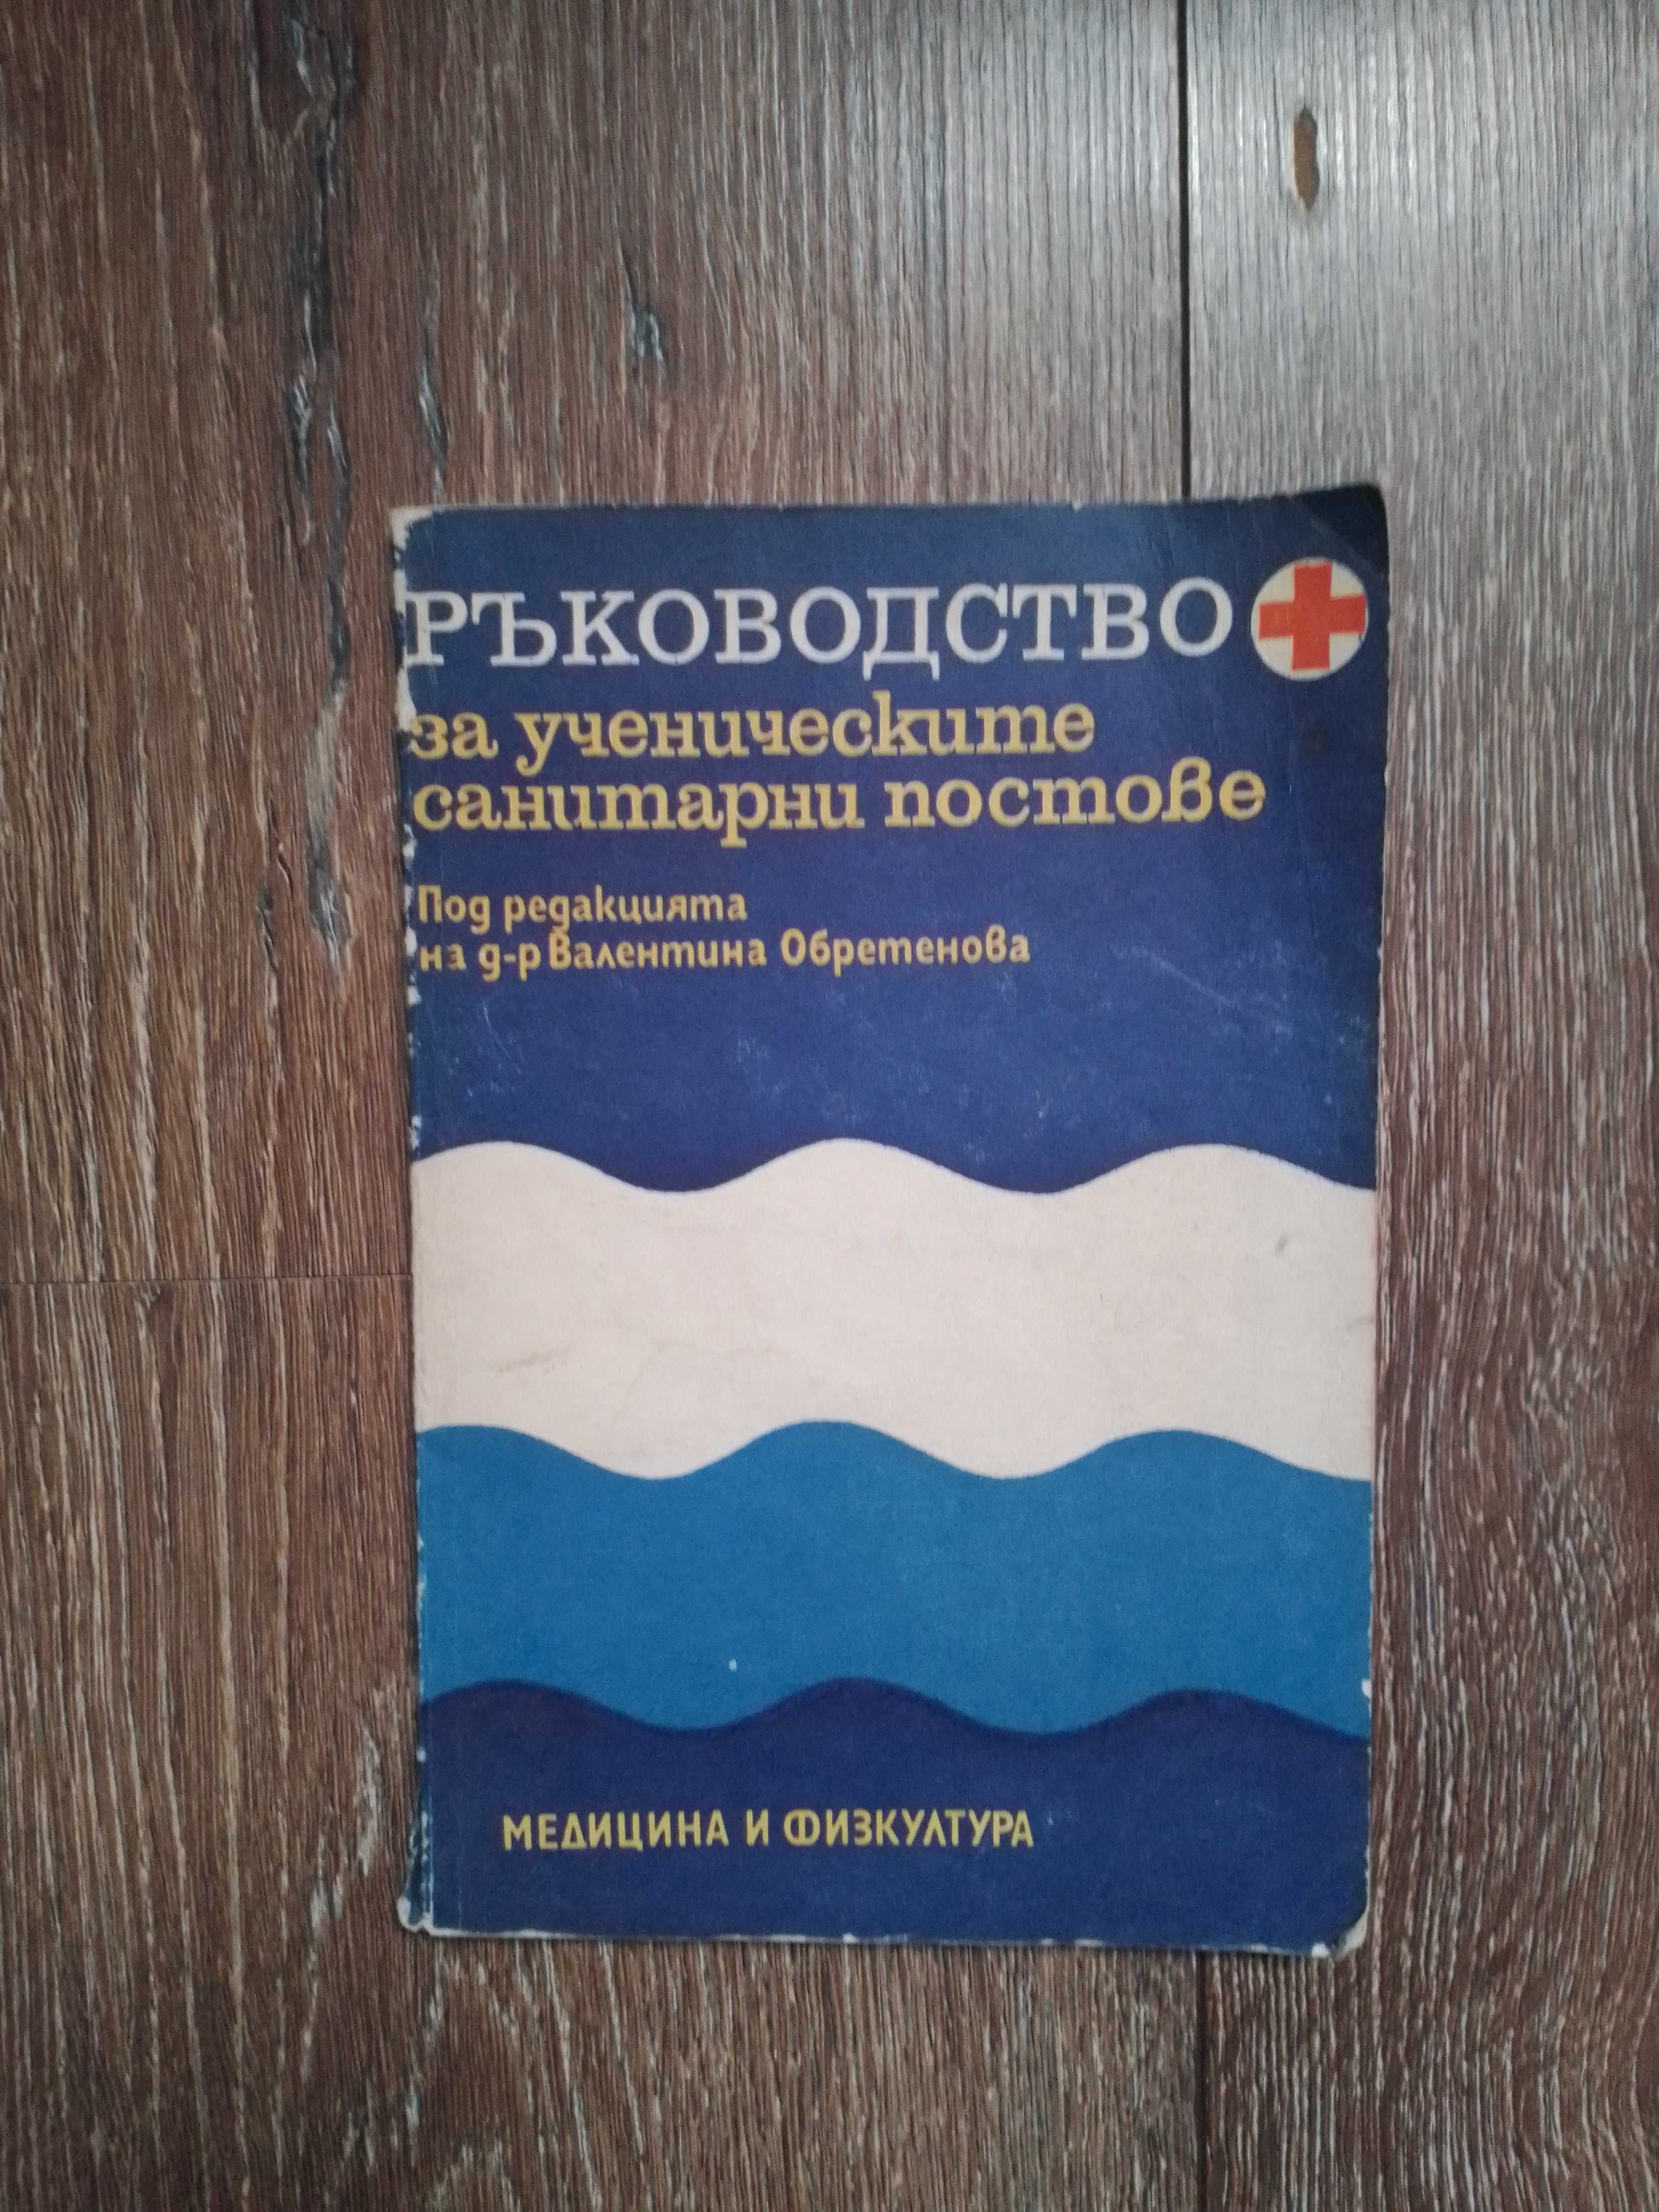 РЪКОВОДСТВО
за ученическите
санитарни постове
Под редакцията
на д-р Валентина Обретенова
МЕДИЦИНА И ФИЗКУЛТУРА